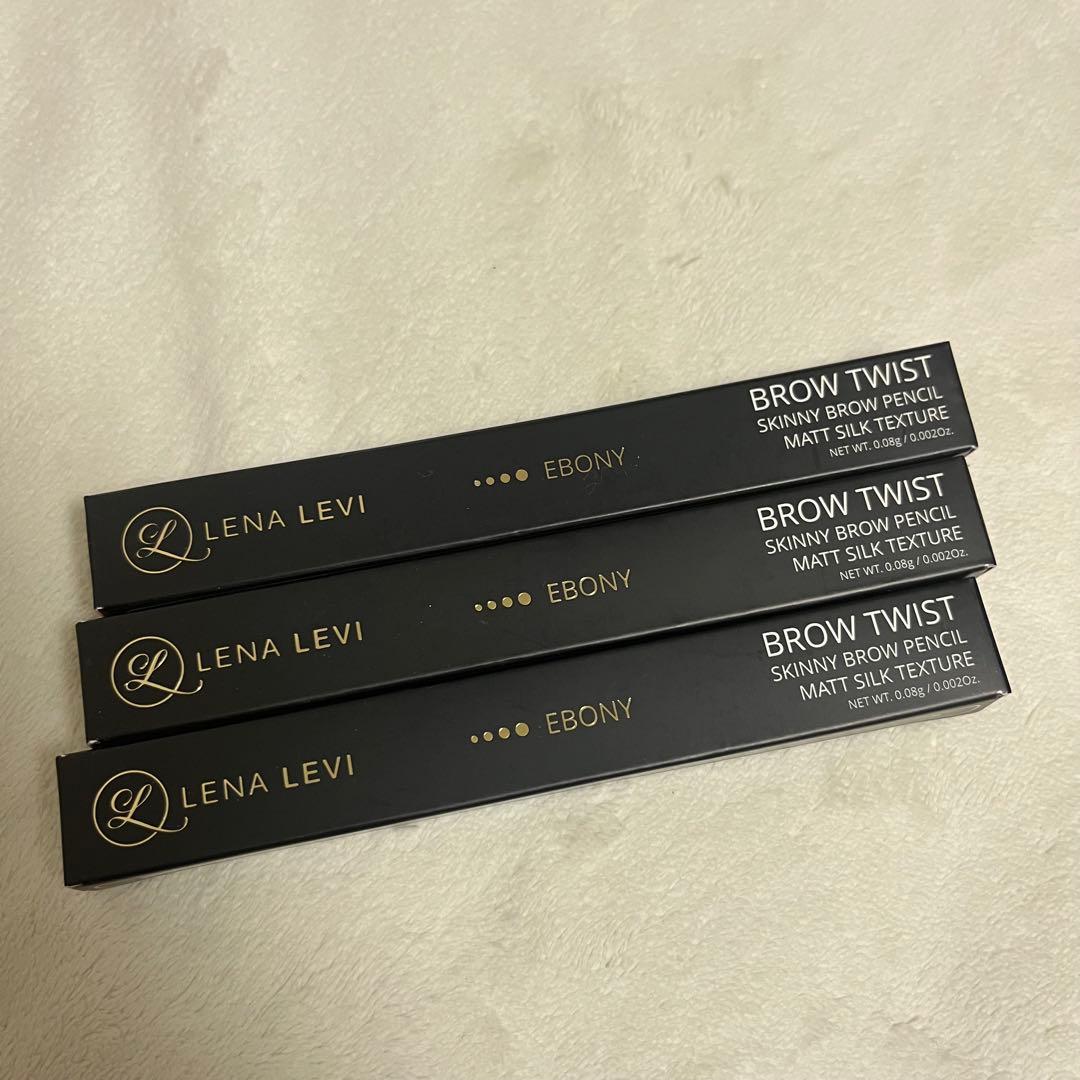 L LENA LEVI
EBONY
BROW TWIST
SKINNY BROW PENCIL
MATT SILK TEXTURE
NET WT. 0.08g / 0.002Oz.
L LENA LEVI
EBONY
BROW TWIST
SKINNY BROW PENCIL
MATT SILK TEXTURE
NET WT. 0.08g / 0.002Oz.
L LENA LEVI
EBONY
BROW TWIST
SKINNY BROW PENCIL
MATT SILK TEXTURE
NET WT. 0.08g / 0.002Oz.